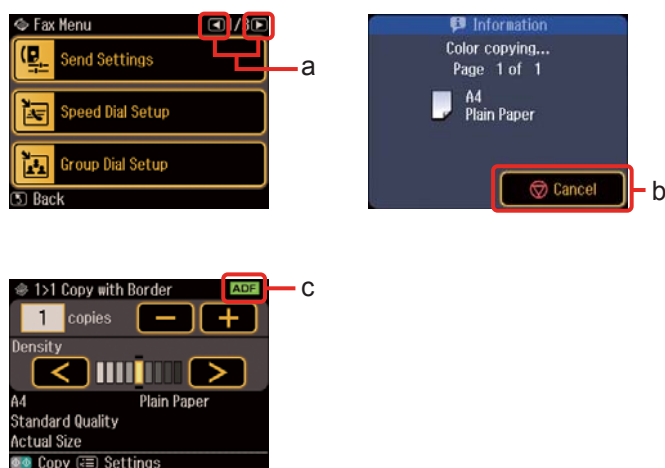 Fax Menu 1/3
Send Settings
a
Speed Dial Setup
Group Dial Setup
Back
Information
Color copying...
Page 1 of 1
A4
Plain Paper
Cancel
b
1>1 Copy with Border ADF
c
1 copies − +
Density
< >
A4 Plain Paper
Standard Quality
Actual Size
Copy Settings